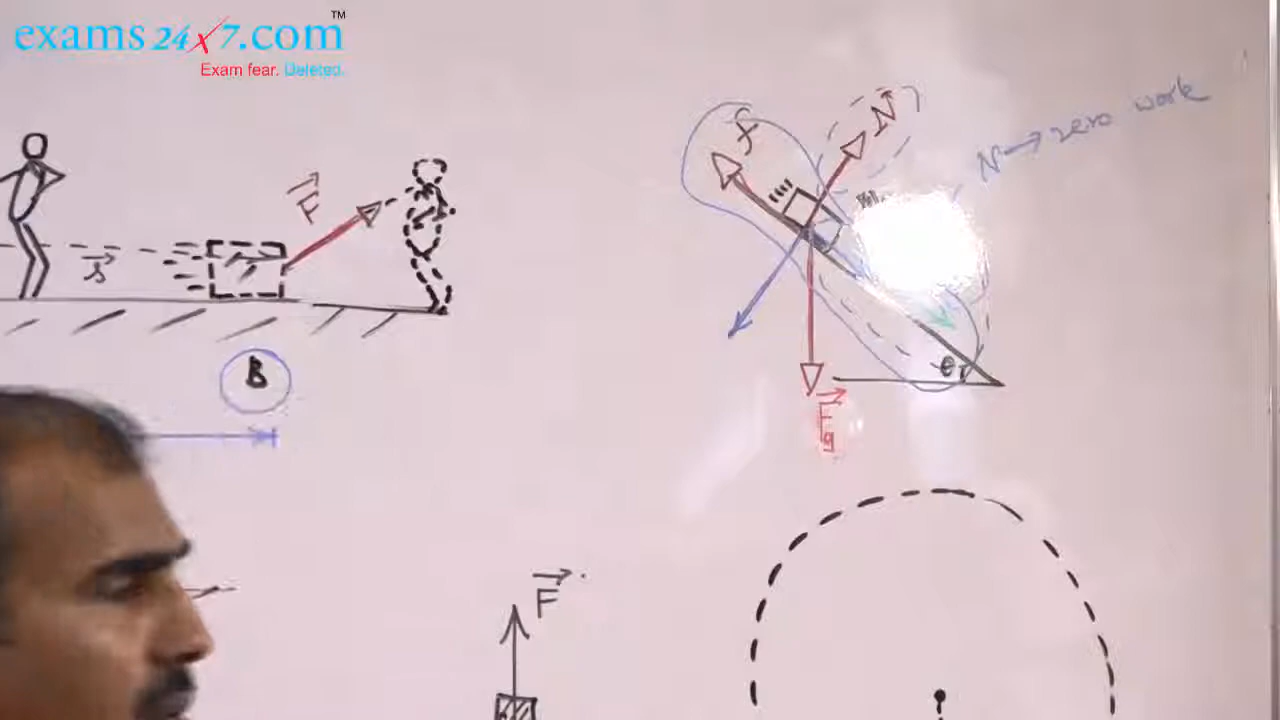 exams24x7.com™
Exam fear. Deleted.
f
N
N → zero work
F
s
θ
B
Fg
F